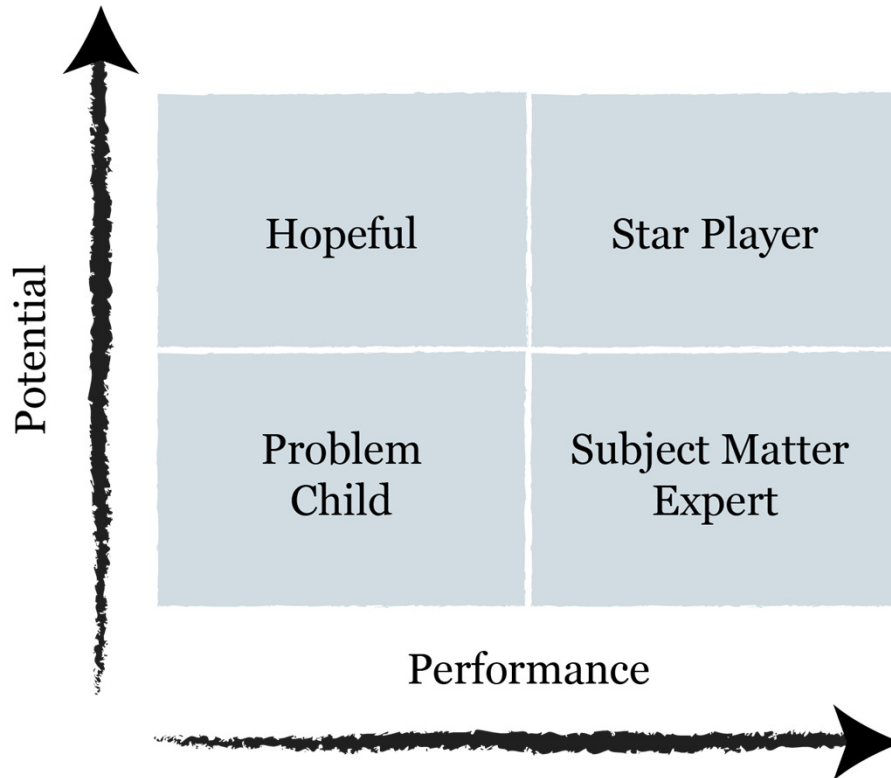 Hopeful
Star Player
Problem
Child
Subject Matter
Expert
Potential
Performance